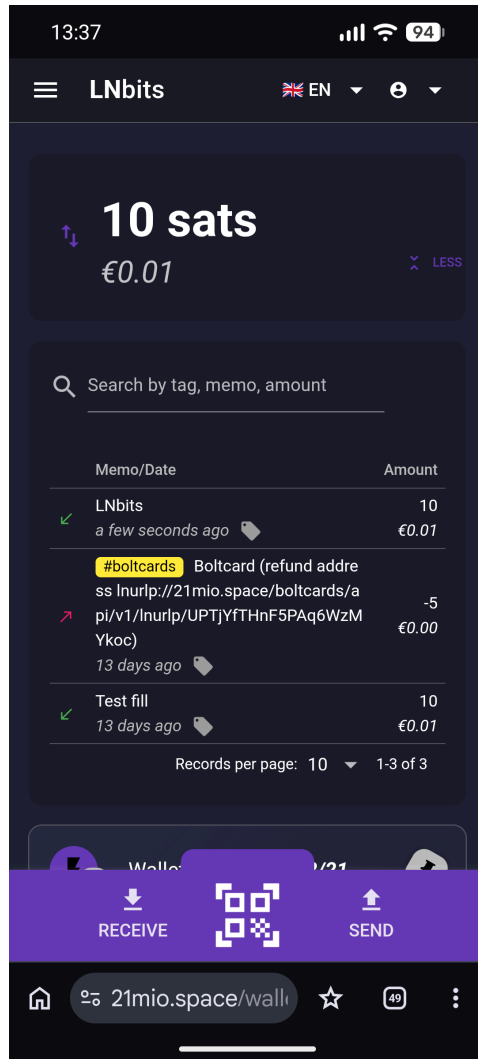 13:37
94
LNbits
EN
10 sats
€0.01
LESS
Search by tag, memo, amount
Memo/Date
Amount
LNbits
10
a few seconds ago
€0.01
#boltcards Boltcard (refund addre
ss lnurlp://21mio.space/boltcards/a
pi/v1/lnurlp/UPTjYfTHnF5PAq6WzM
Ykoc)
-5
€0.00
13 days ago
Test fill
10
13 days ago
€0.01
Records per page: 10
1-3 of 3
RECEIVE
SEND
21mio.space/wall
49